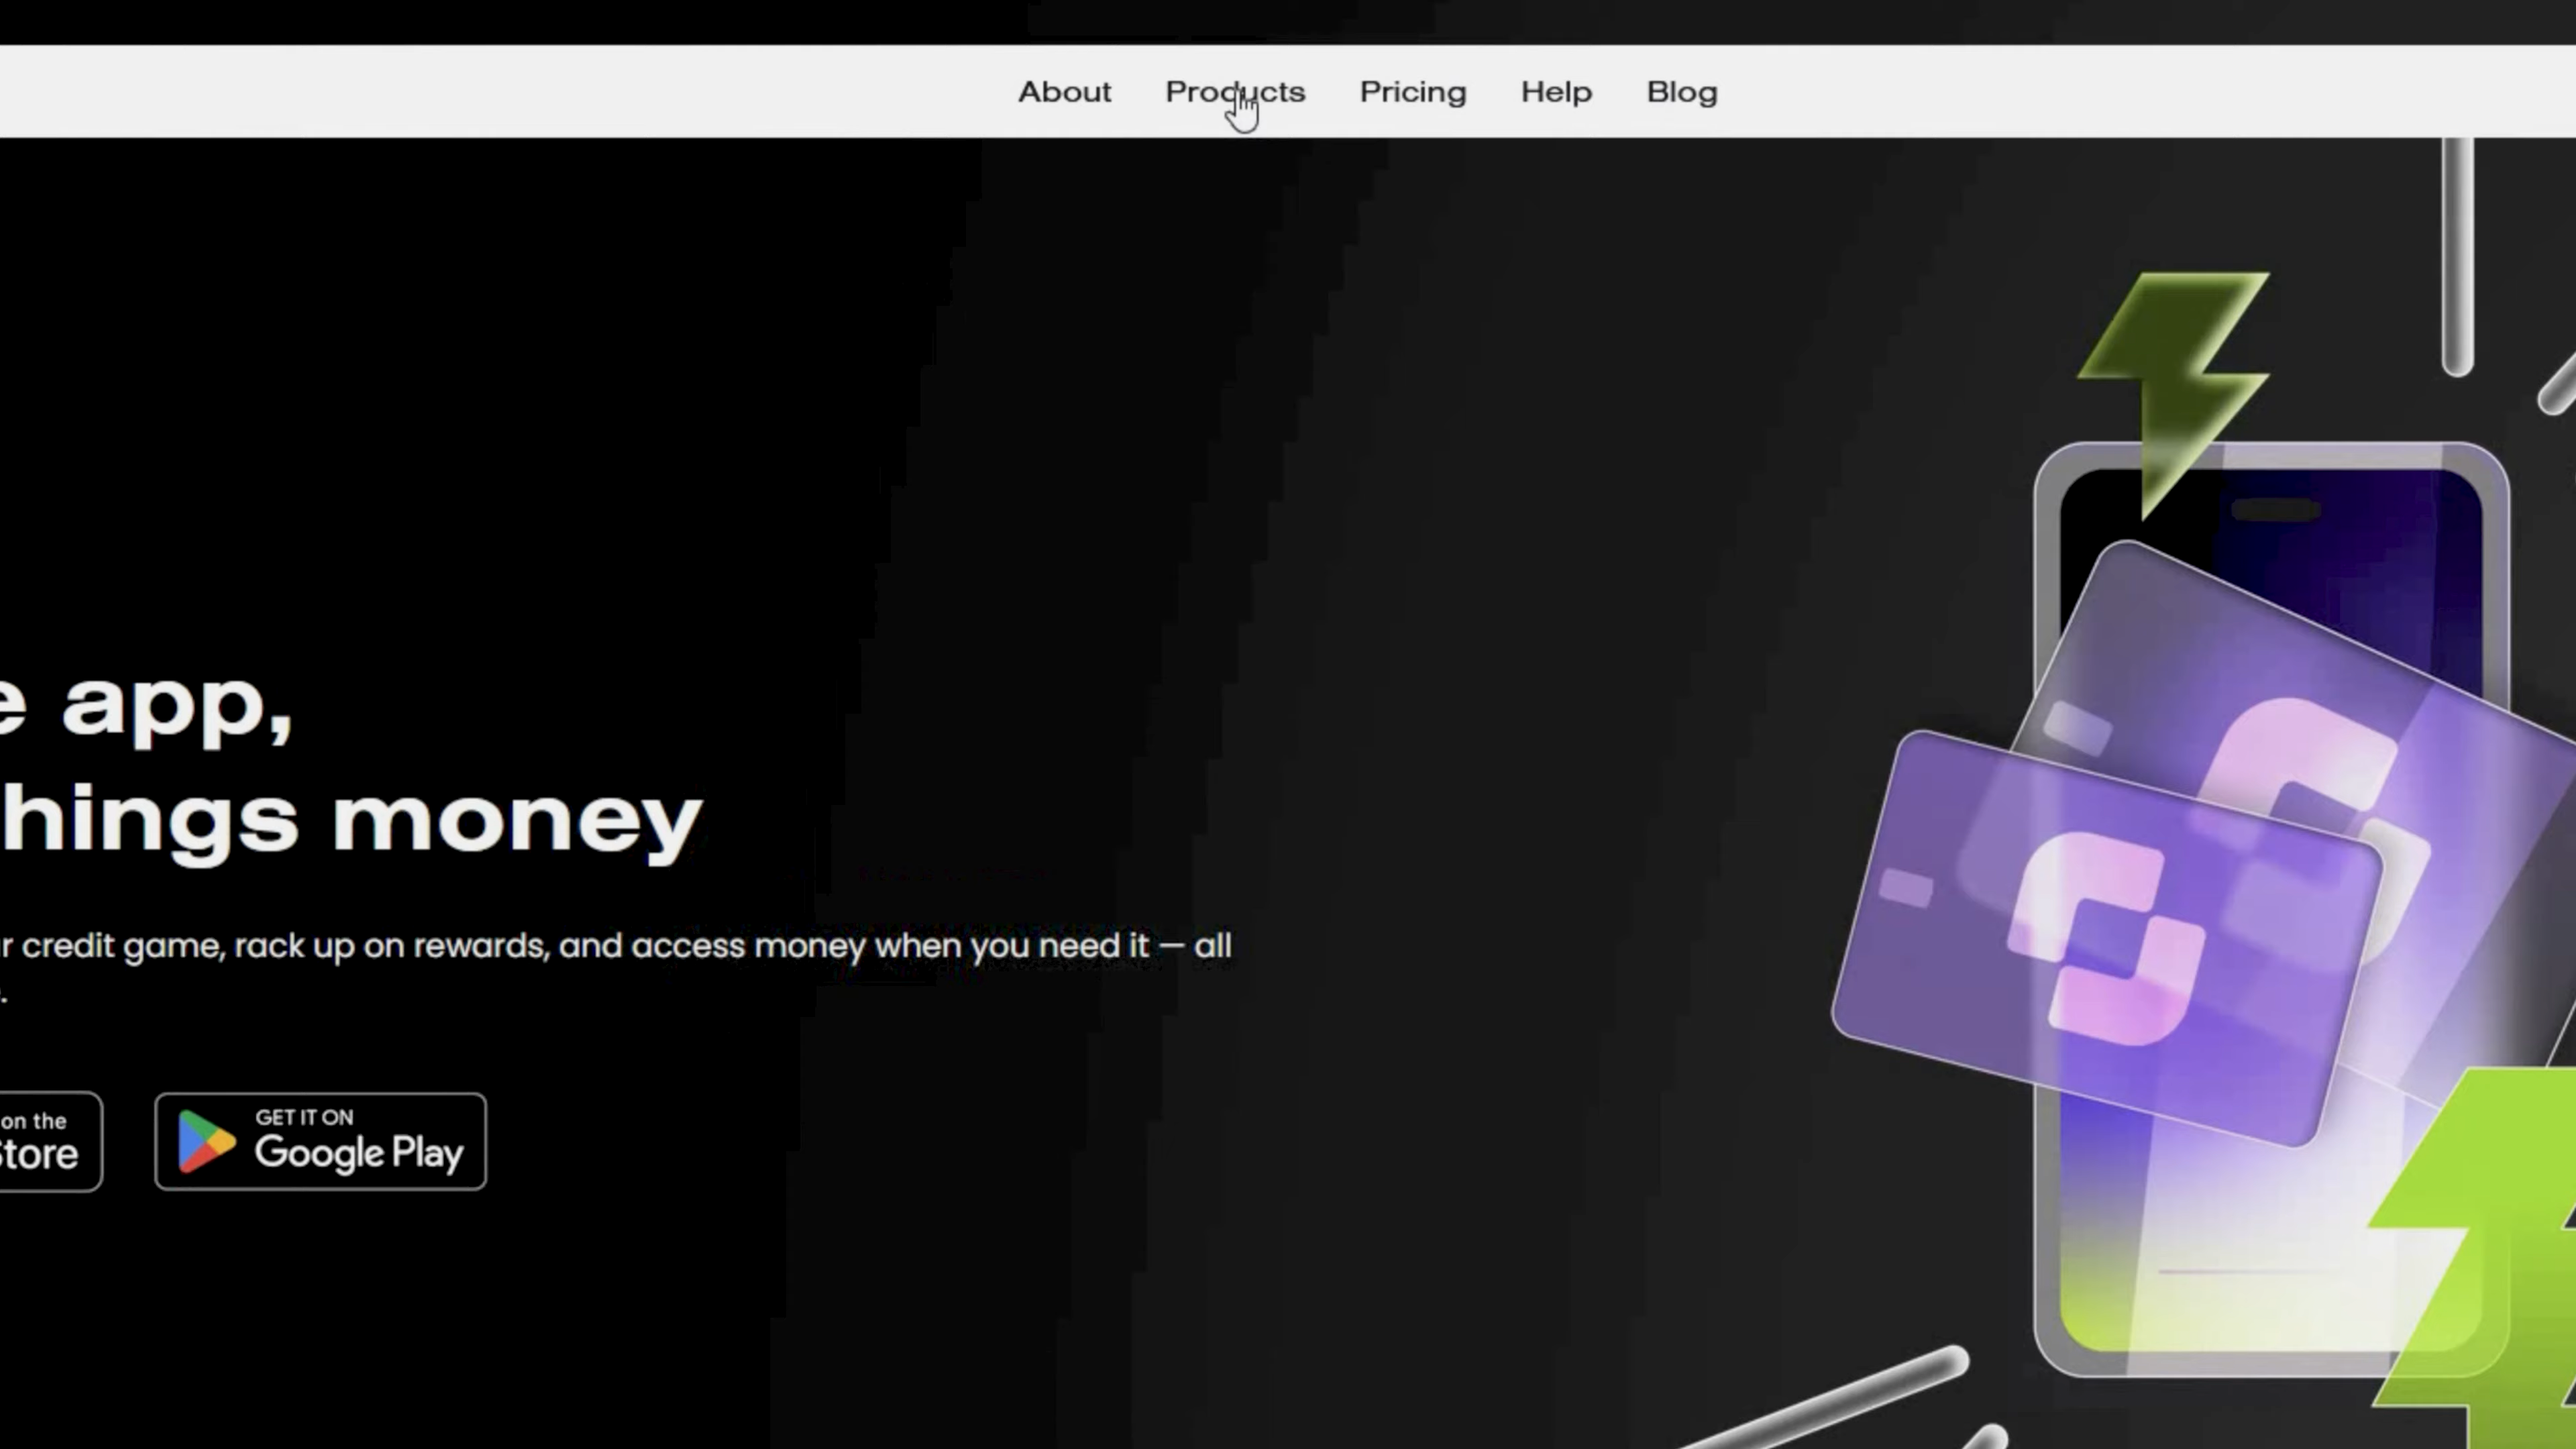 About Products Pricing Help Blog
e app,
hings money
r credit game, rack up on rewards, and access money when you need it — all
on the
Store
GET IT ON
Google Play